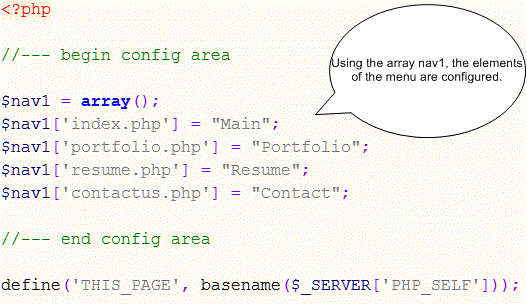 <?php
//--- begin config area
Using the array nav1, the elements
of the menu are configured.
$nav1 = array();
$nav1['index.php'] = "Main";
$nav1['portfolio.php'] = "Portfolio";
$nav1['resume.php'] = "Resume";
$nav1['contactus.php'] = "Contact";
//--- end config area
define('THIS_PAGE', basename($_SERVER['PHP_SELF']));